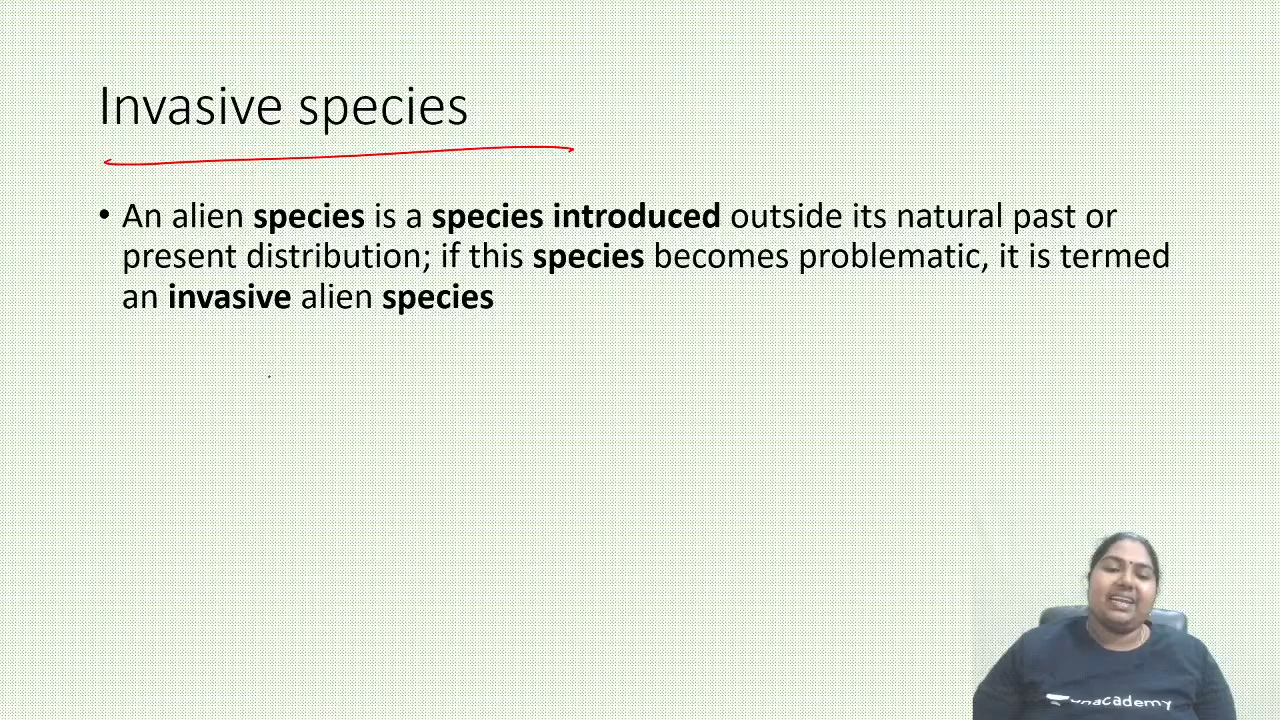 Invasive species
• An alien species is a species introduced outside its natural past or
present distribution; if this species becomes problematic, it is termed
an invasive alien species
unacademy